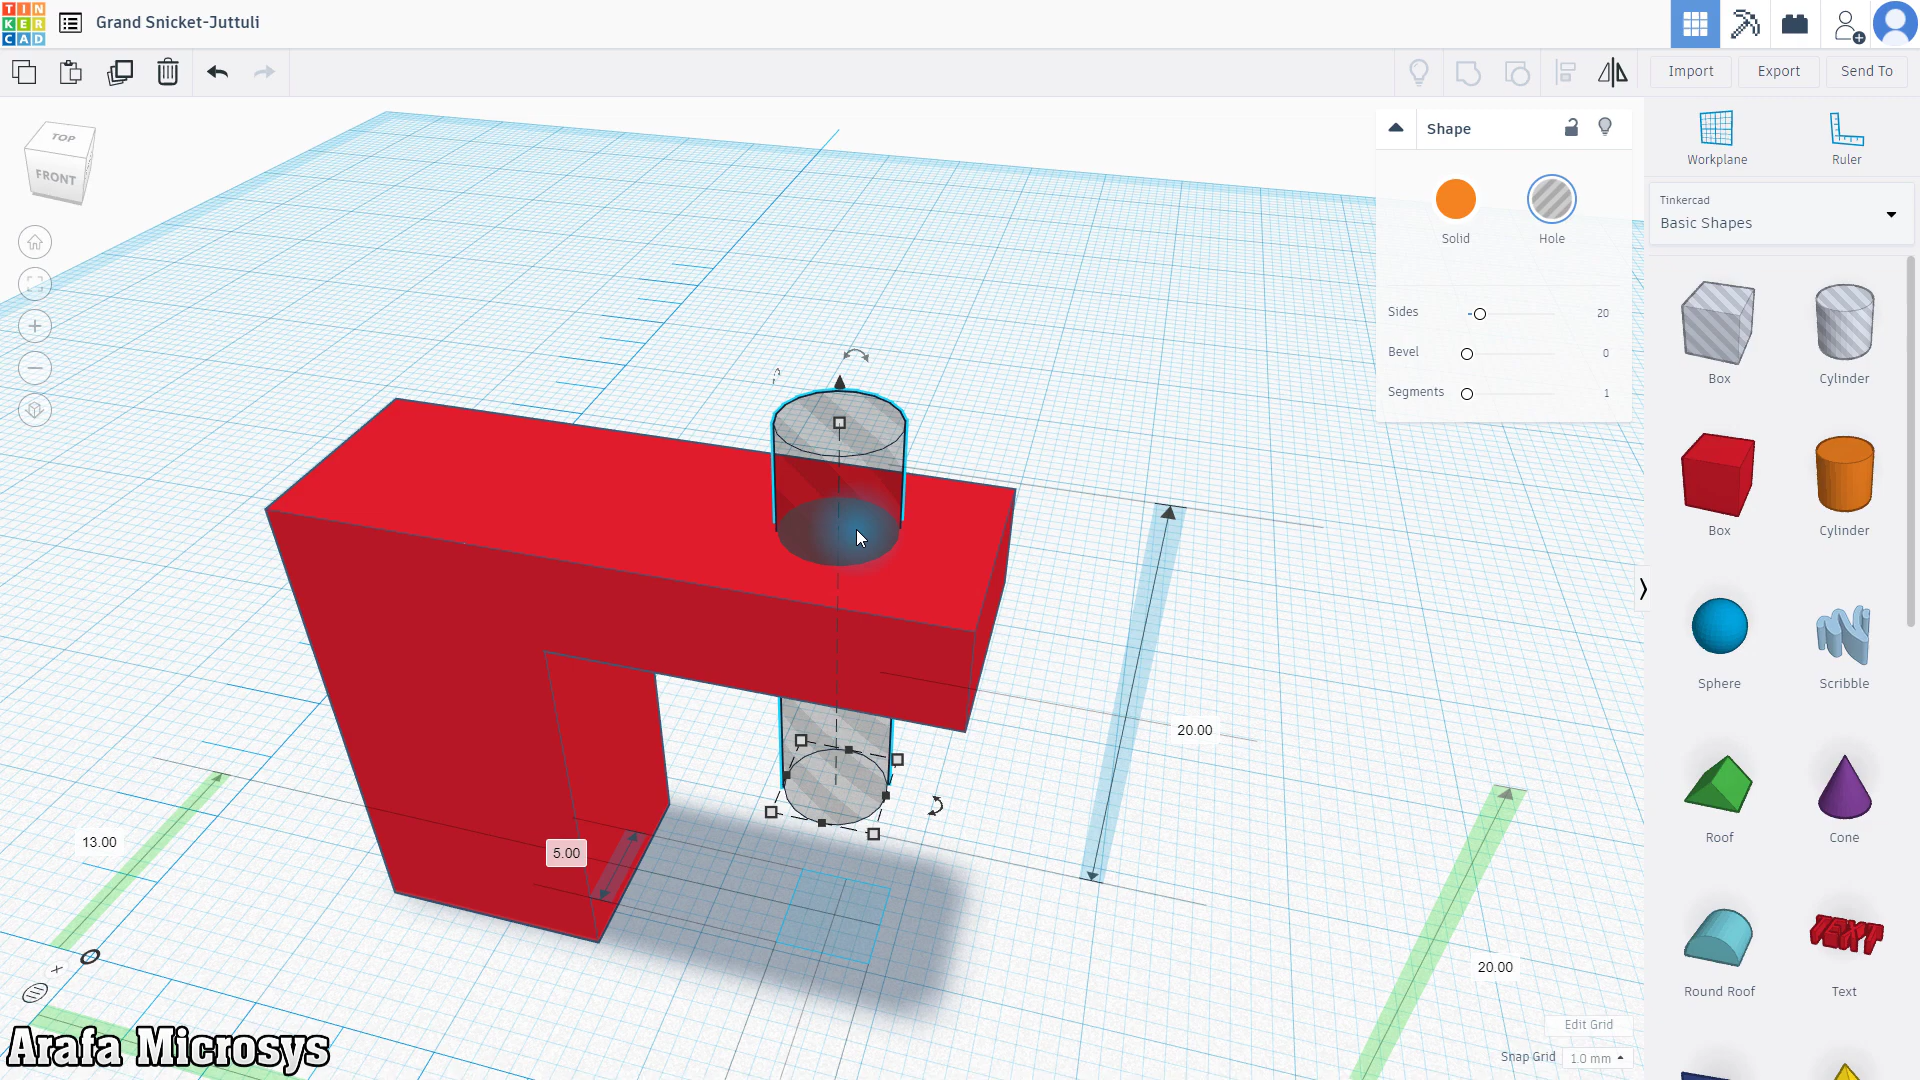 TIN
KER
CAD
Grand Snicket-Juttuli
Import
Export
Send To
TOP
FRONT
Shape
Solid
Hole
Sides
20
Bevel
0
Segments
1
Workplane
Ruler
Tinkercad
Basic Shapes
Box
Cylinder
Box
Cylinder
Sphere
Scribble
Roof
Cone
Round Roof
Text
TEXT
20.00
13.00
5.00
20.00
Edit Grid
Snap Grid
1.0 mm
Arafa Microsys